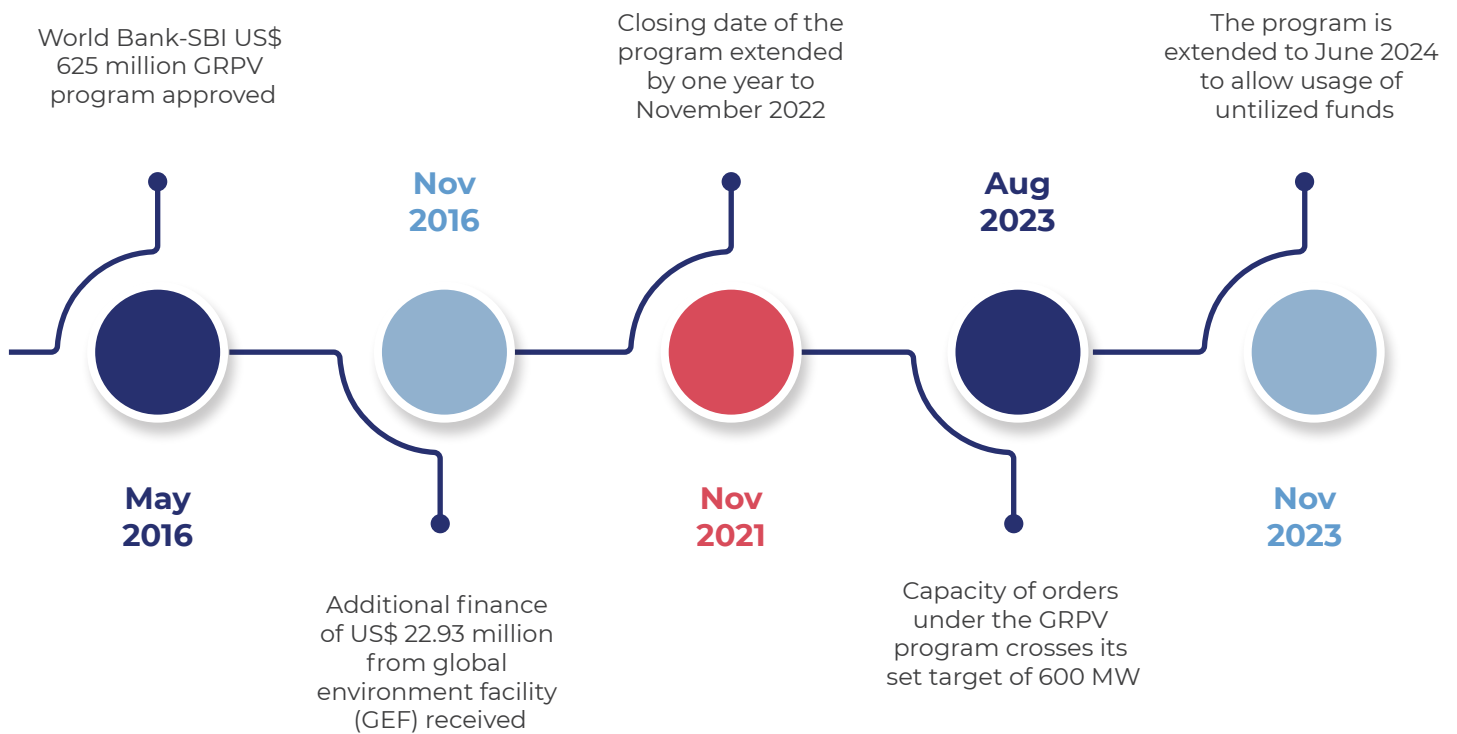 World Bank-SBI US$
625 million GRPV
program approved
May
2016
Nov
2016
Additional finance
of US$ 22.93 million
from global
environment facility
(GEF) received
Closing date of the
program extended
by one year to
November 2022
Nov
2021
Aug
2023
Capacity of orders
under the GRPV
program crosses its
set target of 600 MW
The program is
extended to June 2024
to allow usage of
untilized funds
Nov
2023